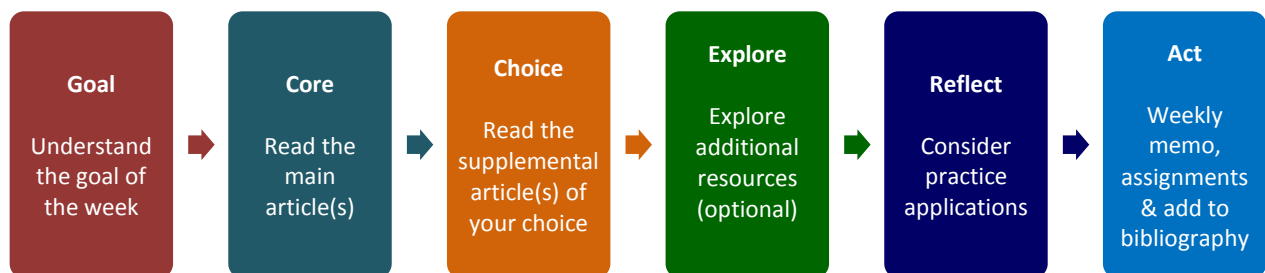 Goal
Understand
the goal of
the week
Core
Read the
main
article(s)
Choice
Read the
supplemental
article(s) of
your choice
Explore
Explore
additional
resources
(optional)
Reflect
Consider
practice
applications
Act
Weekly
memo,
assignments
& add to
bibliography